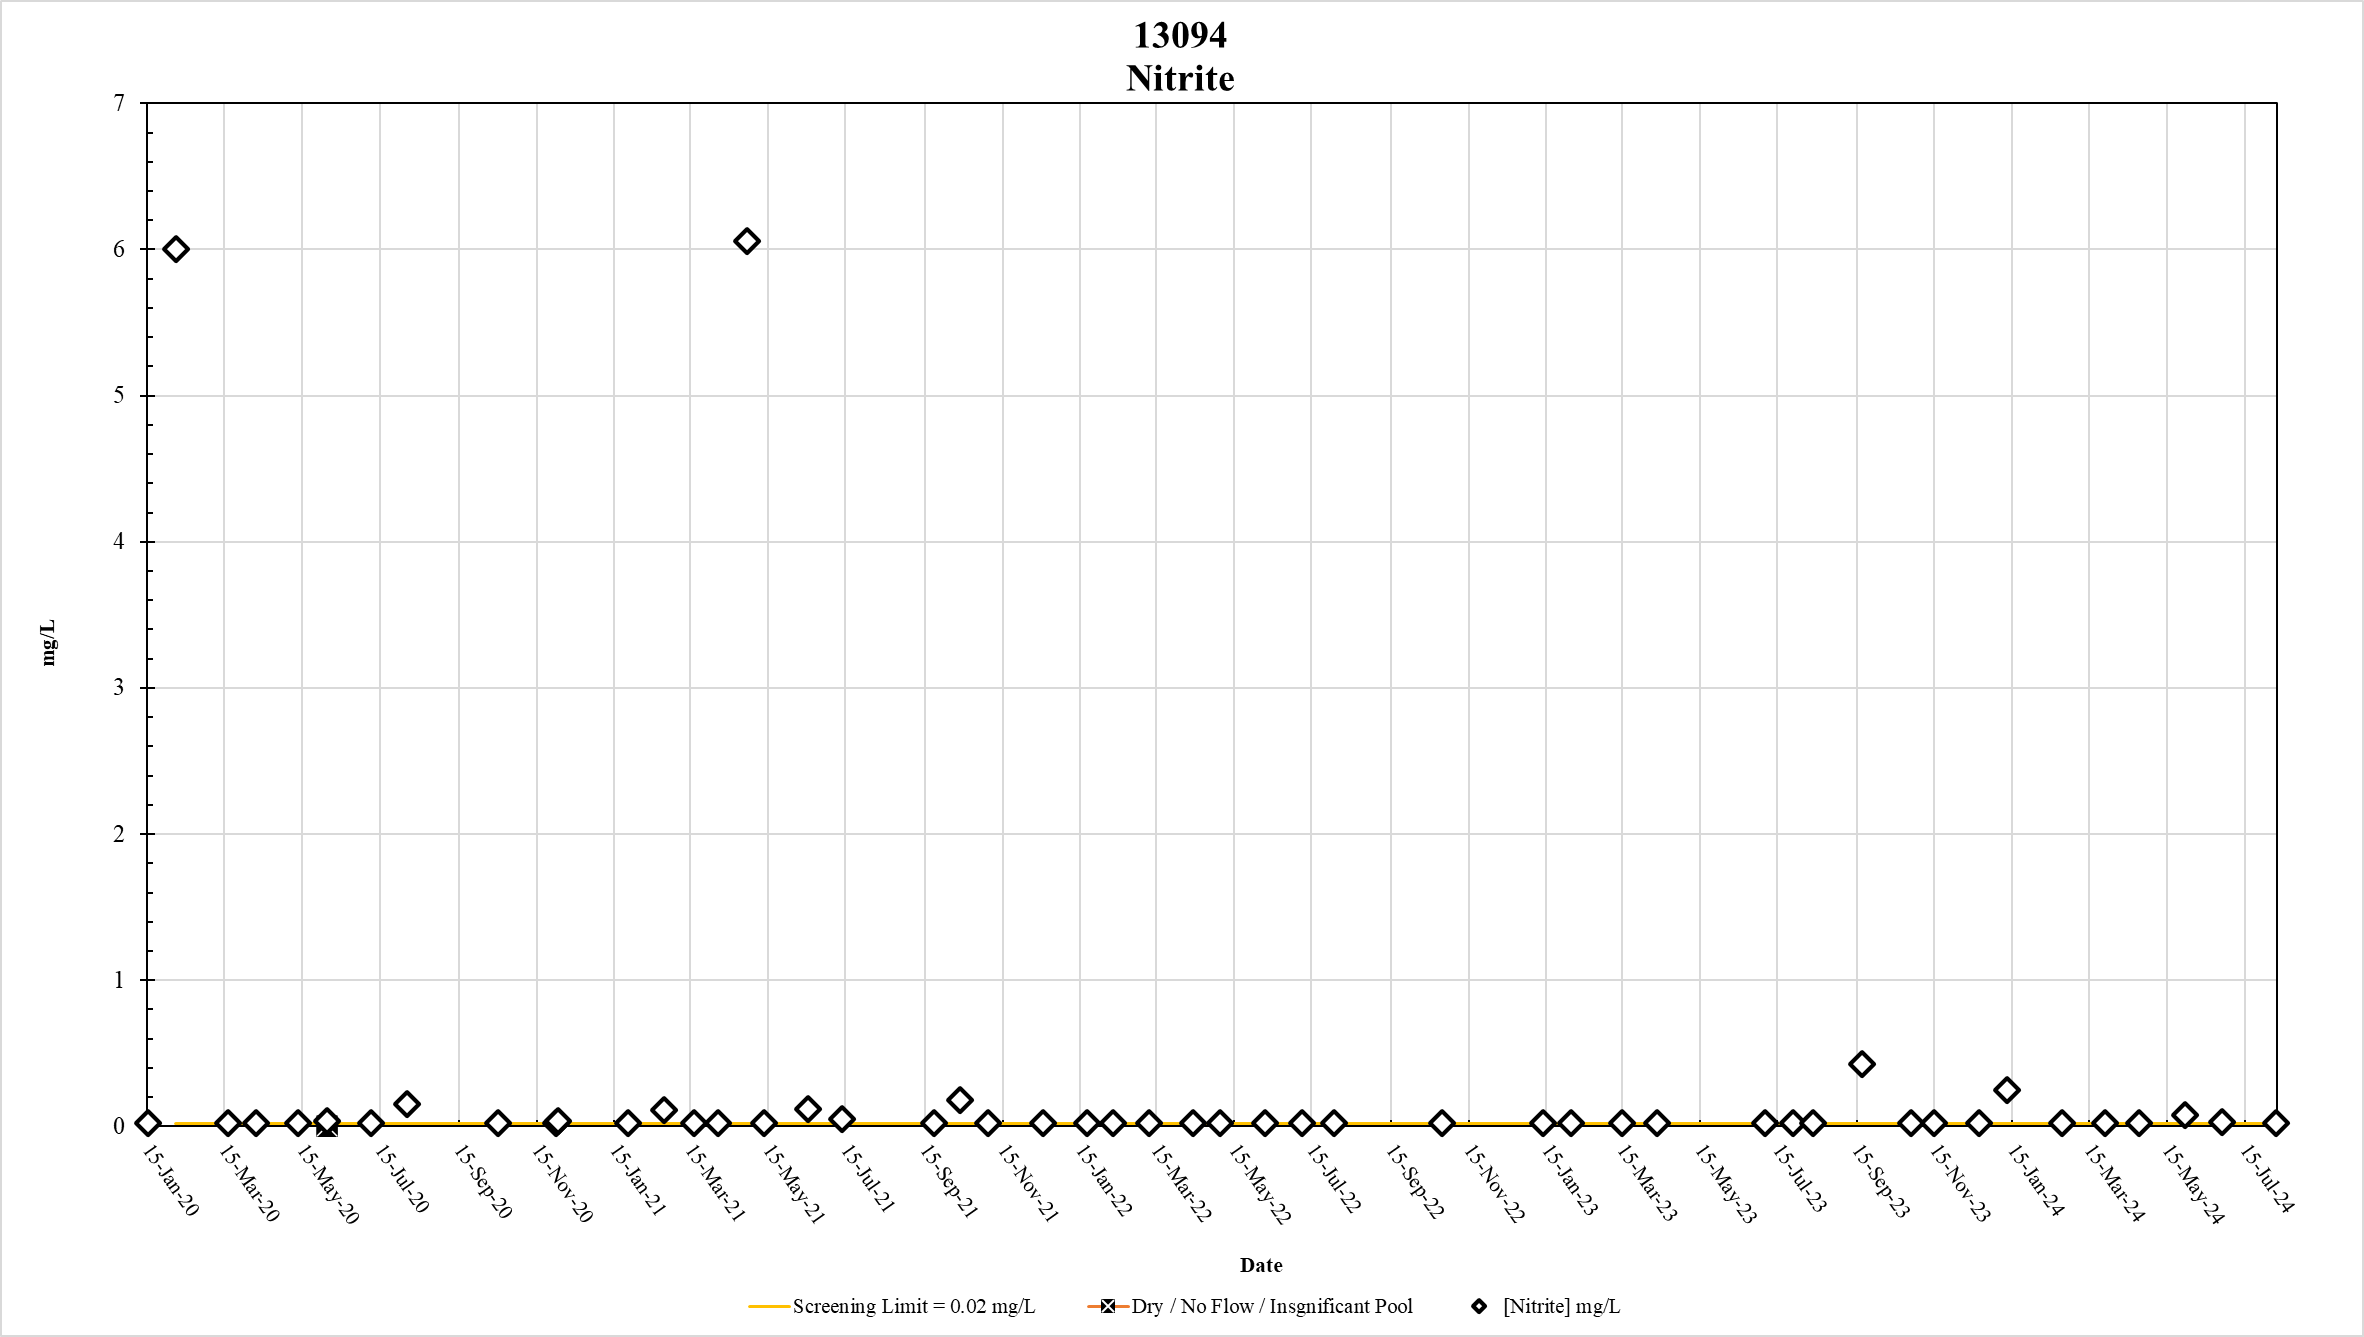 13094
Nitrite
7
6
5
4
3
2
1
0
mg/L
15-Jan-20
15-Mar-20
15-May-20
15-Jul-20
15-Sep-20
15-Nov-20
15-Jan-21
15-Mar-21
15-May-21
15-Jul-21
15-Sep-21
15-Nov-21
15-Jan-22
15-Mar-22
15-May-22
15-Jul-22
15-Sep-22
15-Nov-22
15-Jan-23
15-Mar-23
15-May-23
15-Jul-23
15-Sep-23
15-Nov-23
15-Jan-24
15-Mar-24
15-May-24
15-Jul-24
Date
Screening Limit = 0.02 mg/L
Dry / No Flow / Insgnificant Pool
[Nitrite] mg/L